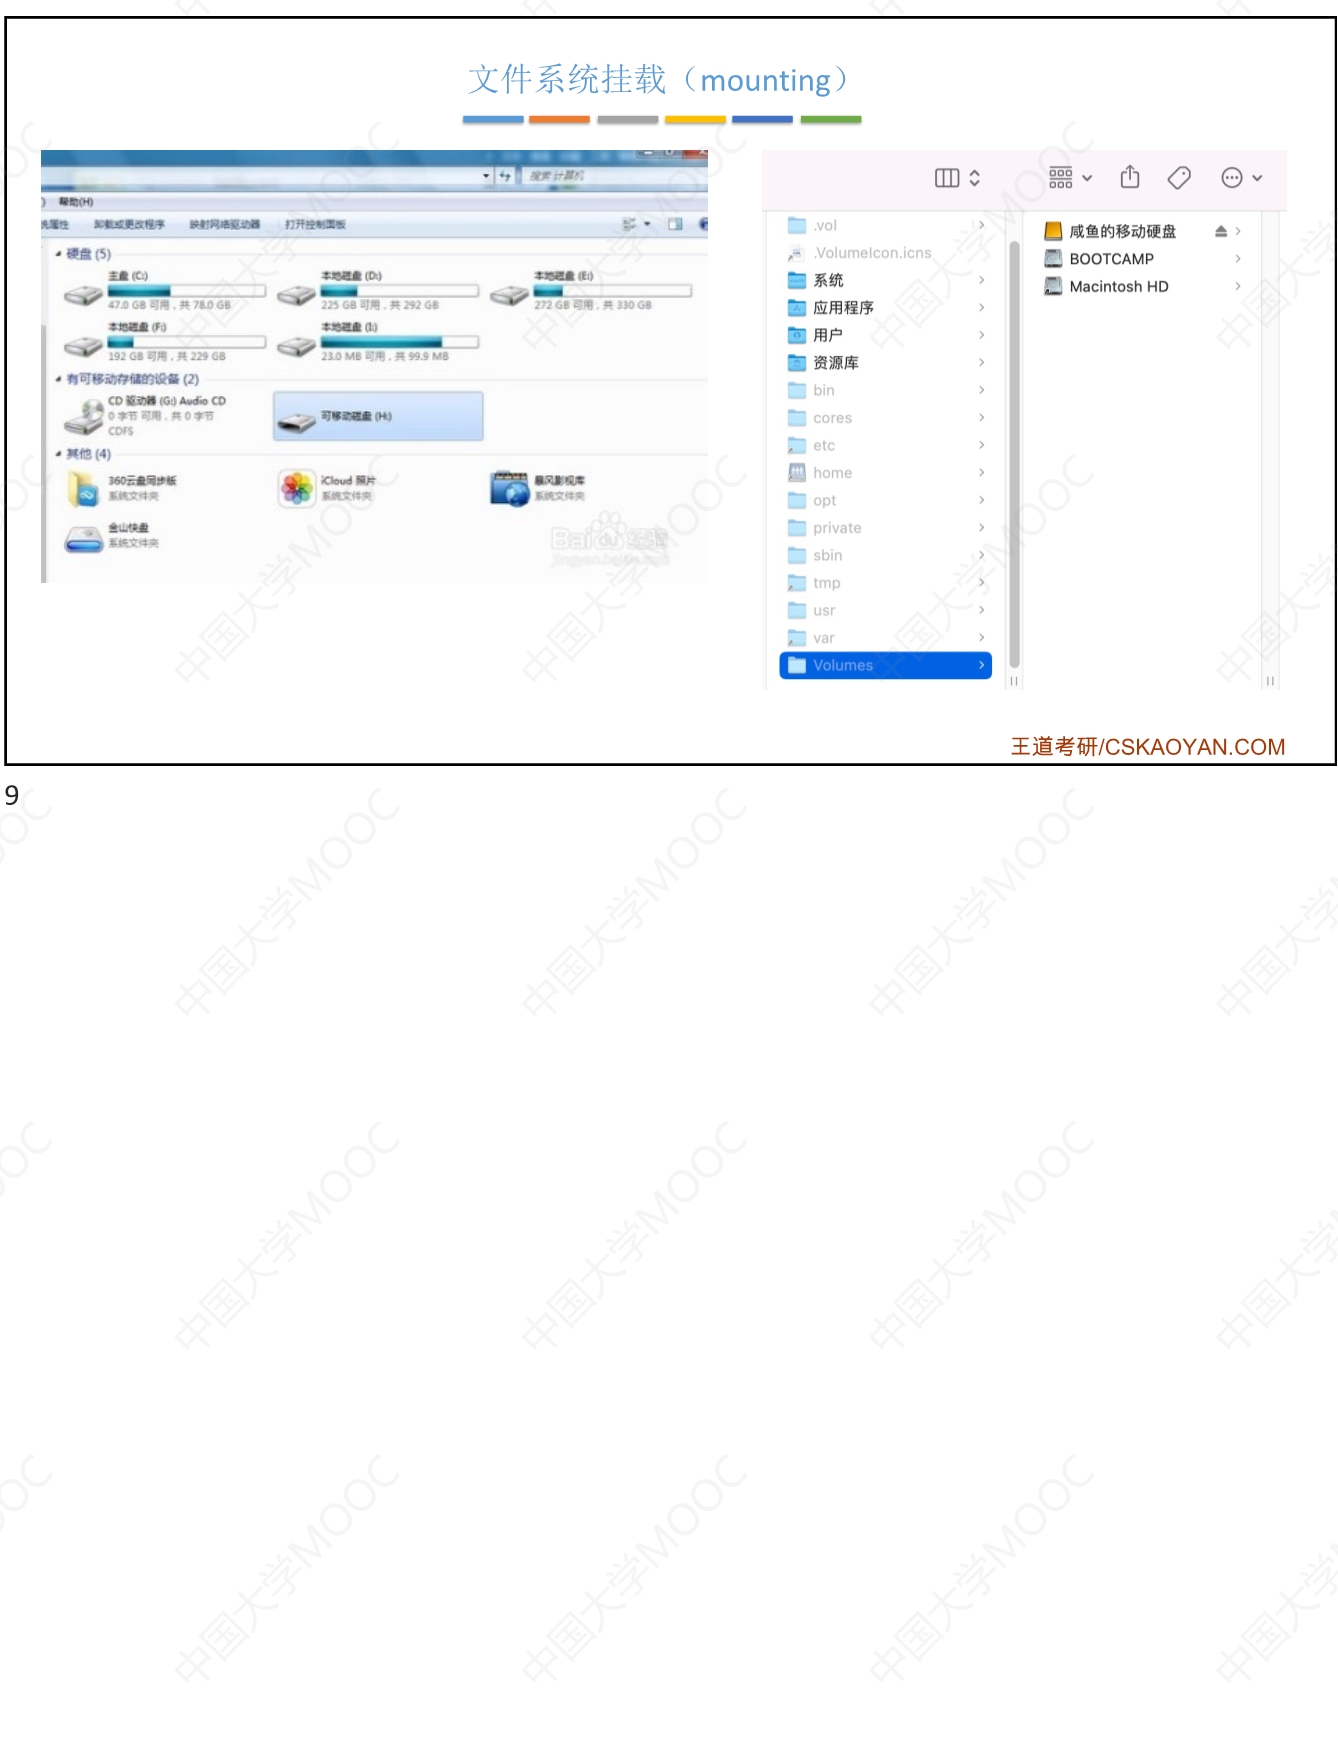 文件系统挂载（mounting）
搜索 计算机
) 帮助(H)
统属性 卸载或更改程序 映射网络驱动器 打开控制面板
硬盘 (5)
主盘 (C:) 本地磁盘 (D:) 本地磁盘 (E:)
47.0 GB 可用 , 共 78.0 GB 225 GB 可用 , 共 292 GB 272 GB 可用 , 共 330 GB
本地磁盘 (F:) 本地磁盘 (I:)
192 GB 可用 , 共 229 GB 23.0 MB 可用 , 共 99.9 MB
有可移动存储的设备 (2)
CD 驱动器 (G:) Audio CD
0 字节 可用 , 共 0 字节
CDFS
可移动磁盘 (H:)
其他 (4)
360云盘同步版 iCloud 照片 暴风影视库
系统文件夹 系统文件夹 系统文件夹
金山快盘
系统文件夹
Baidu 经验
.vol
.VolumeIcon.icns
系统
应用程序
用户
资源库
bin
cores
etc
home
opt
private
sbin
tmp
usr
var
Volumes
咸鱼的移动硬盘
BOOTCAMP
Macintosh HD
王道考研/CSKAOYAN.COM
9
中国大学MOOC